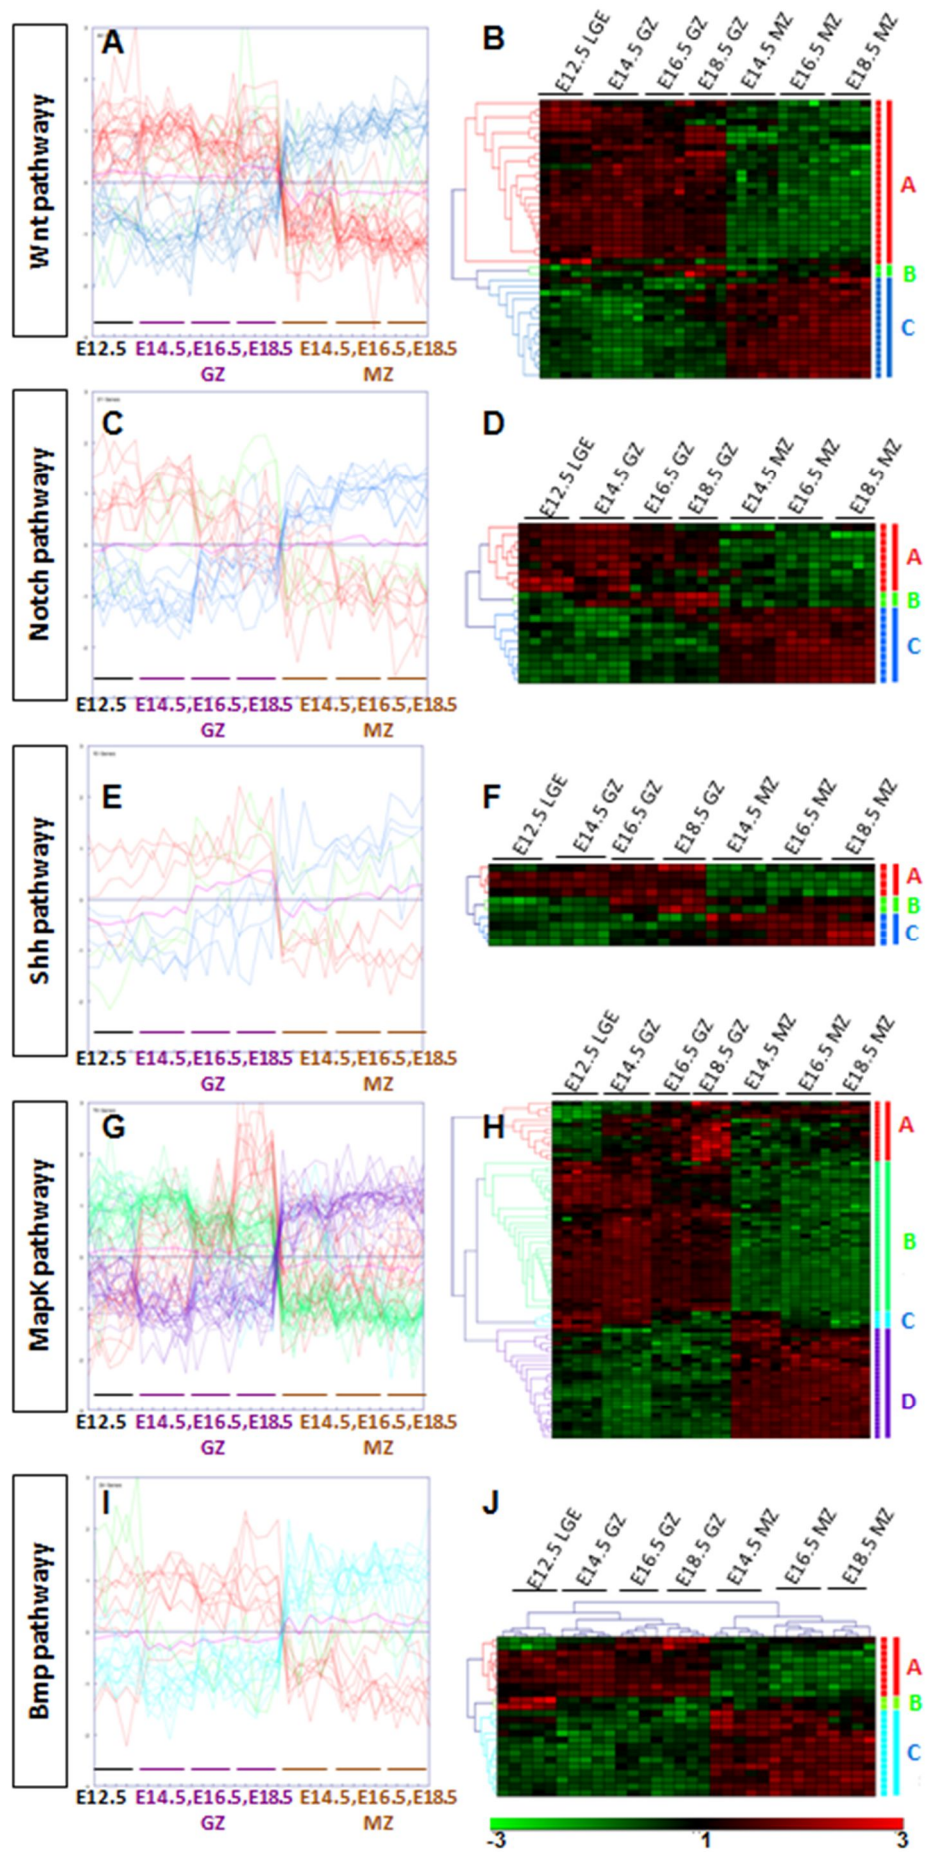 Wnt pathwayy
A
E12.5 E14.5,E16.5,E18.5 E14.5,E16.5,E18.5
GZ MZ
B
E12.5 LGE E14.5 GZ E16.5 GZ E18.5 GZ E14.5 MZ E16.5 MZ E18.5 MZ
A
B
C
Notch pathwayy
C
E12.5 E14.5,E16.5,E18.5 E14.5,E16.5,E18.5
GZ MZ
D
E12.5 LGE E14.5 GZ E16.5 GZ E18.5 GZ E14.5 MZ E16.5 MZ E18.5 MZ
A
B
C
Shh pathwayy
E
E12.5 E14.5,E16.5,E18.5 E14.5,E16.5,E18.5
GZ MZ
F
E12.5 LGE E14.5 GZ E16.5 GZ E18.5 GZ E14.5 MZ E16.5 MZ E18.5 MZ
A
B
C
MapK pathwayy
G
E12.5 E14.5,E16.5,E18.5 E14.5,E16.5,E18.5
GZ MZ
H
E12.5 LGE E14.5 GZ E16.5 GZ E18.5 GZ E14.5 MZ E16.5 MZ E18.5 MZ
A
B
C
D
Bmp pathwayy
I
E12.5 E14.5,E16.5,E18.5 E14.5,E16.5,E18.5
GZ MZ
J
E12.5 LGE E14.5 GZ E16.5 GZ E18.5 GZ E14.5 MZ E16.5 MZ E18.5 MZ
A
B
C
-3 1 3